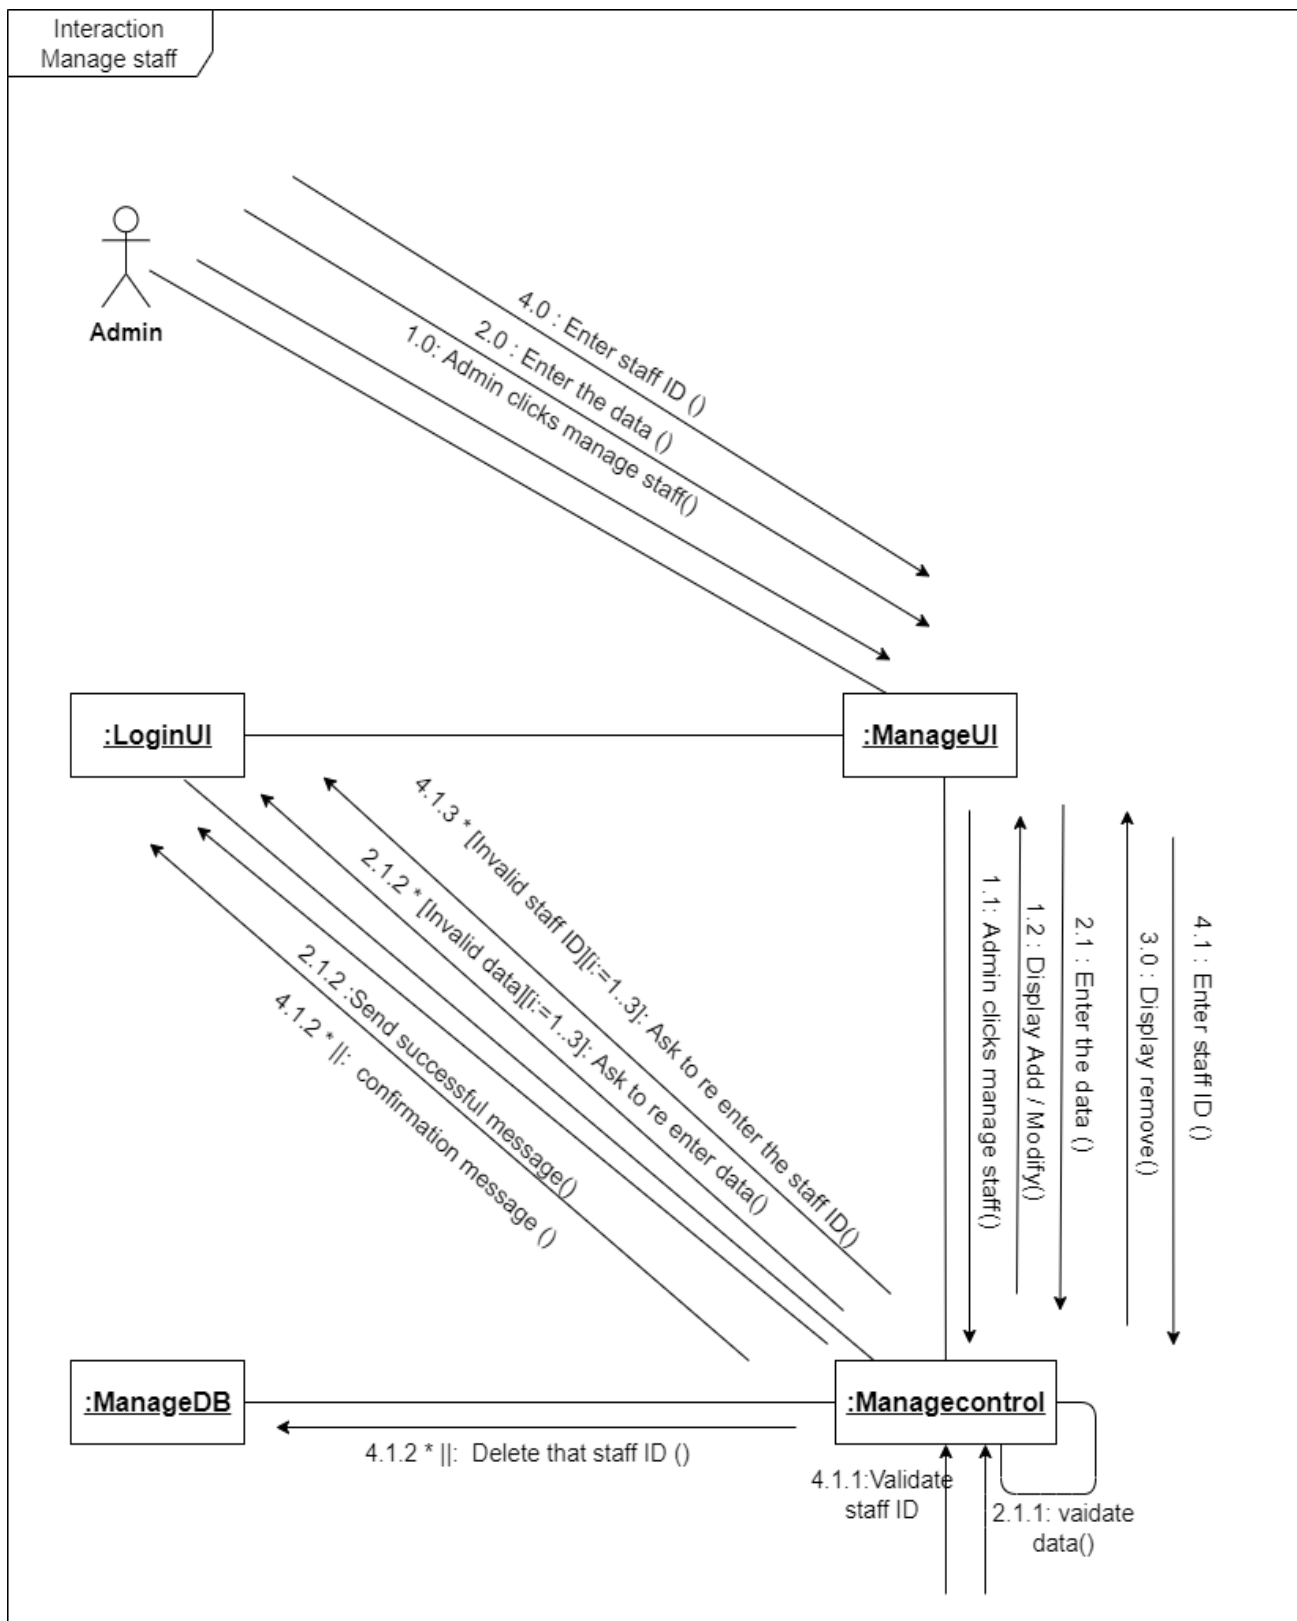 Interaction
Manage staff
Admin
4.0 : Enter staff ID ()
2.0 : Enter the data ()
1.0: Admin clicks manage staff()
:LoginUI
:ManageUI
4.1.3 * [Invalid staff ID][i:=1..3]: Ask to re enter the staff ID()
2.1.2 * [Invalid data][i:=1..3]: Ask to re enter data()
2.1.2 :Send successful message()
4.1.2 * ||:  confirmation message ()
1.1: Admin clicks manage staff()
1.2 : Display Add / Modify()
2.1 : Enter the data ()
3.0 : Display remove()
4.1 : Enter staff ID ()
:ManageDB
:Managecontrol
4.1.2 * ||:  Delete that staff ID ()
4.1.1:Validate
staff ID
2.1.1: vaidate
data()